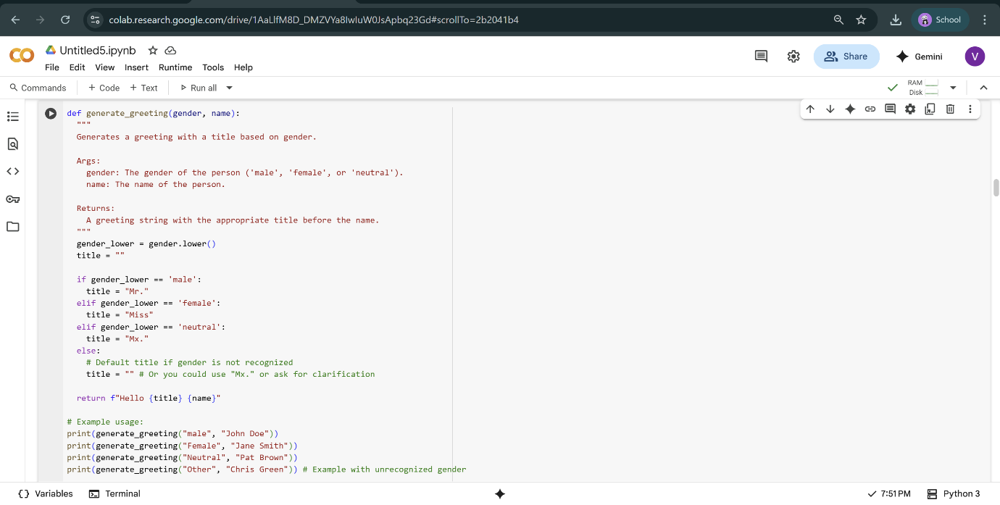 colab.research.google.com/drive/1AaLlfM8D_DMZVYa8lwluW0JsApbq23Gd#scrollTo=2b2041b4
School
Untitled5.ipynb
Share
Gemini
V
File Edit View Insert Runtime Tools Help
Commands + Code + Text Run all
RAM
Disk
def generate_greeting(gender, name):
"""
Generates a greeting with a title based on gender.
Args:
gender: The gender of the person ('male', 'female', or 'neutral').
name: The name of the person.
Returns:
A greeting string with the appropriate title before the name.
"""
gender_lower = gender.lower()
title = ""
if gender_lower == 'male':
title = "Mr."
elif gender_lower == 'female':
title = "Miss"
elif gender_lower == 'neutral':
title = "Mx."
else:
# Default title if gender is not recognized
title = "" # Or you could use "Mx." or ask for clarification
return f"Hello {title} {name}"
# Example usage:
print(generate_greeting("male", "John Doe"))
print(generate_greeting("Female", "Jane Smith"))
print(generate_greeting("Neutral", "Pat Brown"))
print(generate_greeting("Other", "Chris Green")) # Example with unrecognized gender
{} Variables Terminal
7:51 PM Python 3